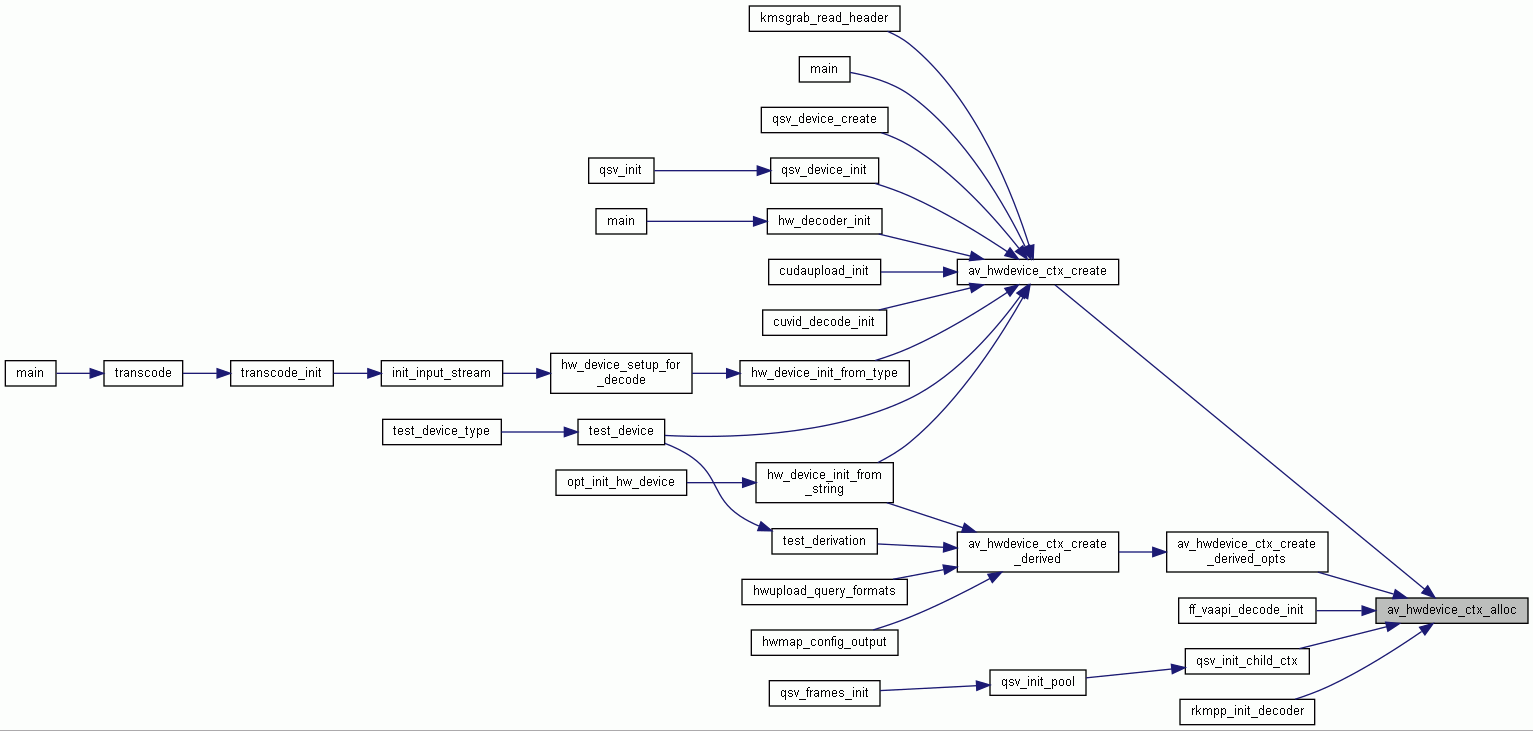 kmsgrab_read_header
main
qsv_device_create
qsv_init
qsv_device_init
main
hw_decoder_init
cudaupload_init
av_hwdevice_ctx_create
cuvid_decode_init
main
transcode
transcode_init
init_input_stream
hw_device_setup_for
_decode
hw_device_init_from_type
test_device_type
test_device
opt_init_hw_device
hw_device_init_from
_string
test_derivation
av_hwdevice_ctx_create
_derived
av_hwdevice_ctx_create
_derived_opts
hwupload_query_formats
ff_vaapi_decode_init
av_hwdevice_ctx_alloc
hwmap_config_output
qsv_init_child_ctx
qsv_frames_init
qsv_init_pool
rkmpp_init_decoder